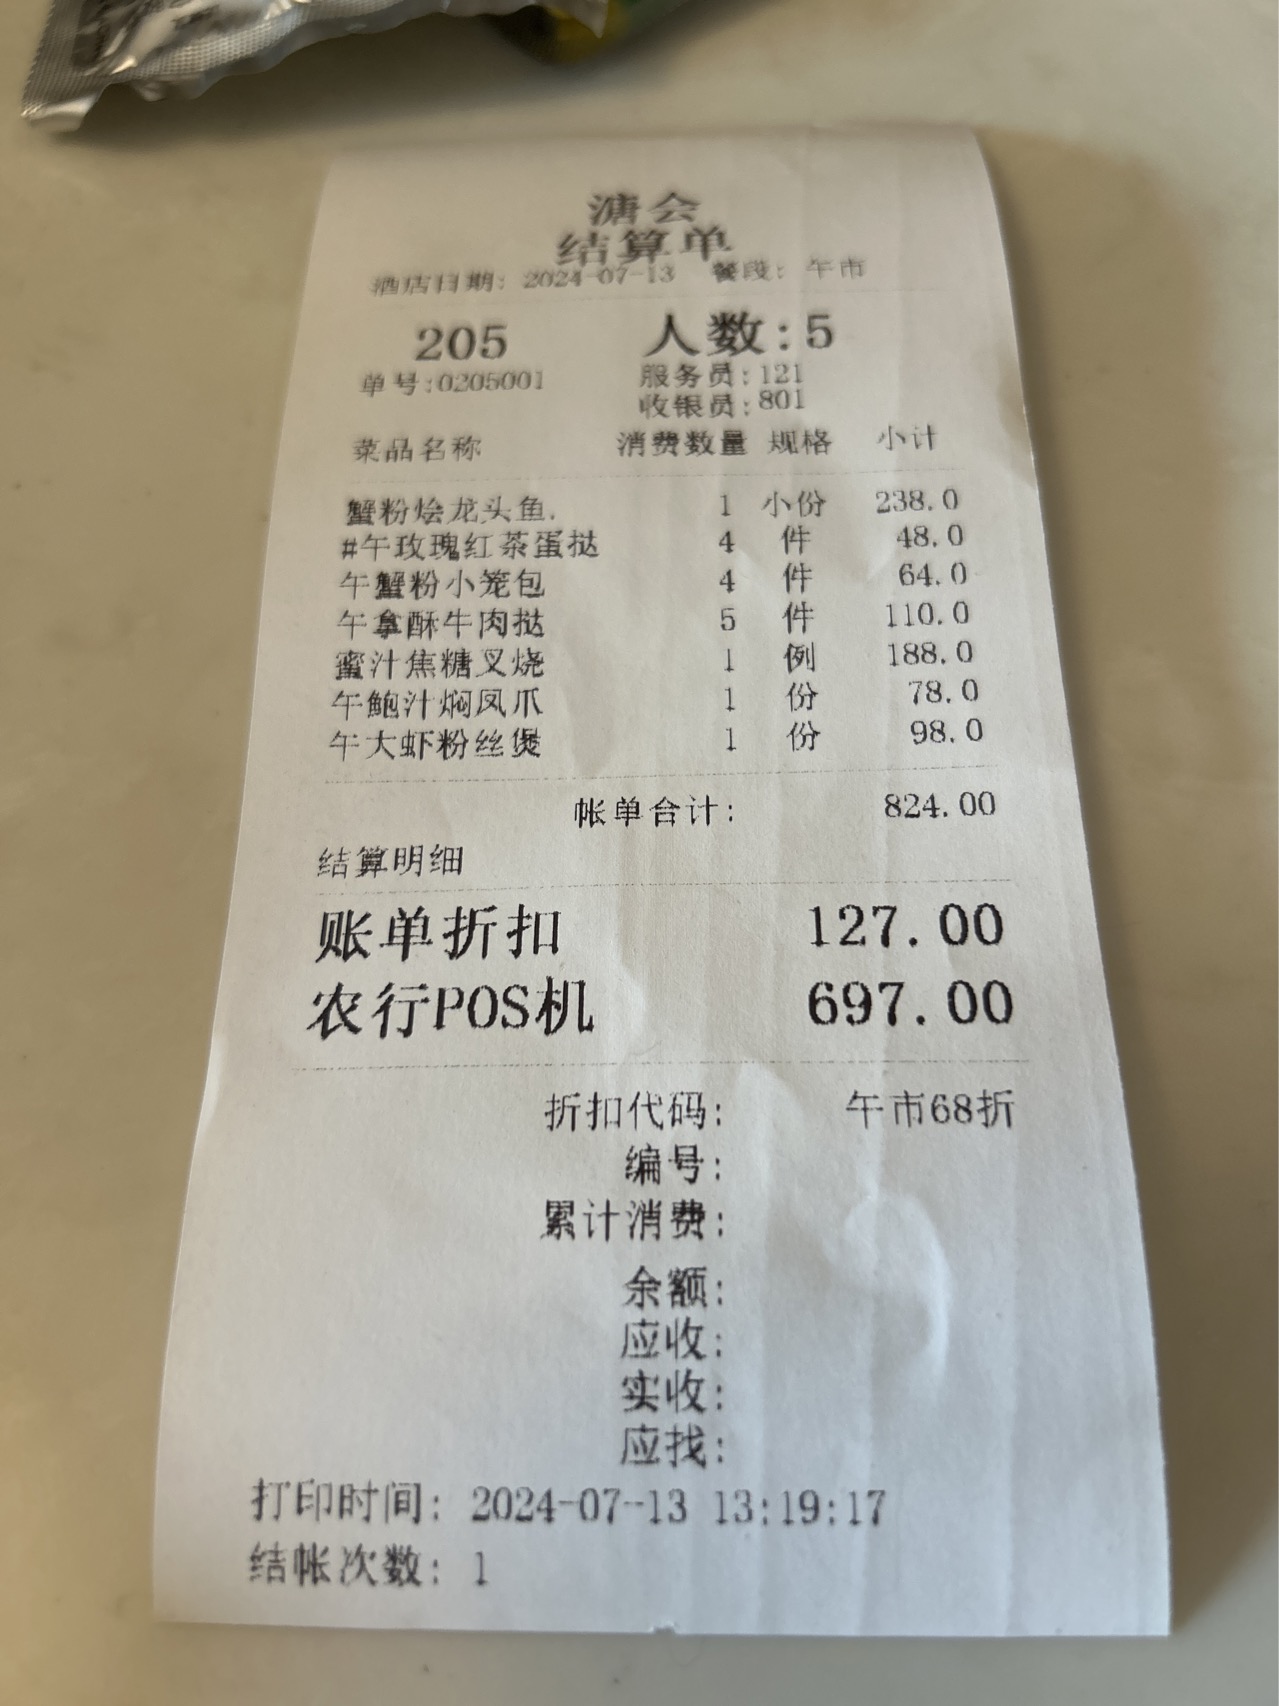 溏会
结算单
酒店日期: 2024-07-13 餐段: 午市
205 人数:5
单号:0205001 服务员:121
收银员:801
菜品名称 消费数量 规格 小计
蟹粉烩龙头鱼. 1 小份 238.0
#午玫瑰红茶蛋挞 4 件 48.0
午蟹粉小笼包 4 件 64.0
午拿酥牛肉挞 5 件 110.0
蜜汁焦糖叉烧 1 例 188.0
午鲍汁焖凤爪 1 份 78.0
午大虾粉丝煲 1 份 98.0
帐单合计: 824.00
结算明细
账单折扣 127.00
农行POS机 697.00
折扣代码: 午市68折
编号:
累计消费:
余额:
应收:
实收:
应找:
打印时间: 2024-07-13 13:19:17
结帐次数: 1